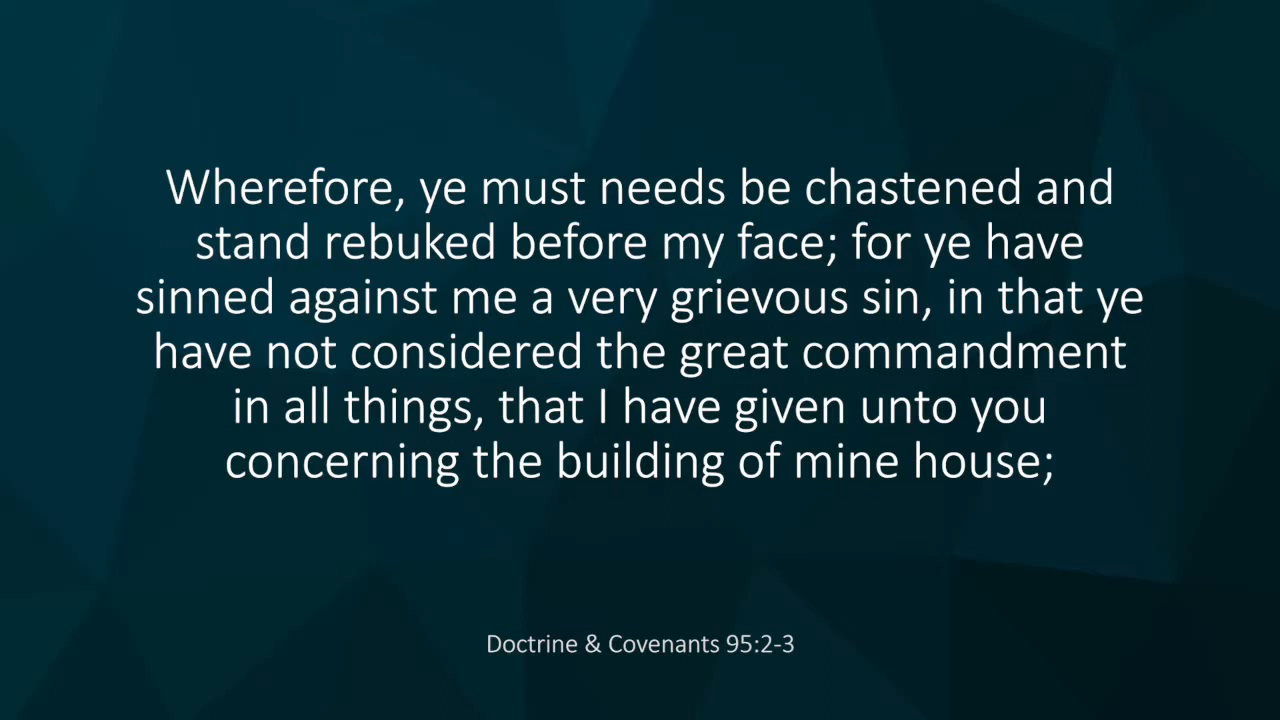 Wherefore, ye must needs be chastened and
stand rebuked before my face; for ye have
sinned against me a very grievous sin, in that ye
have not considered the great commandment
in all things, that I have given unto you
concerning the building of mine house;
Doctrine & Covenants 95:2-3